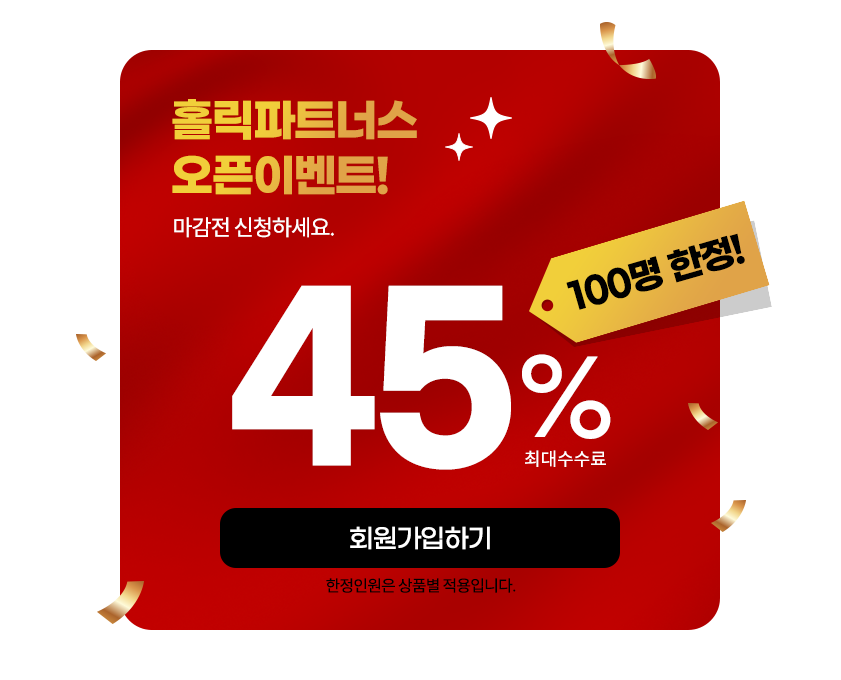 홀릭파트너스
오픈이벤트!
마감전 신청하세요.
100명 한정!
45%
최대수수료
회원가입하기
한정인원은 상품별 적용입니다.